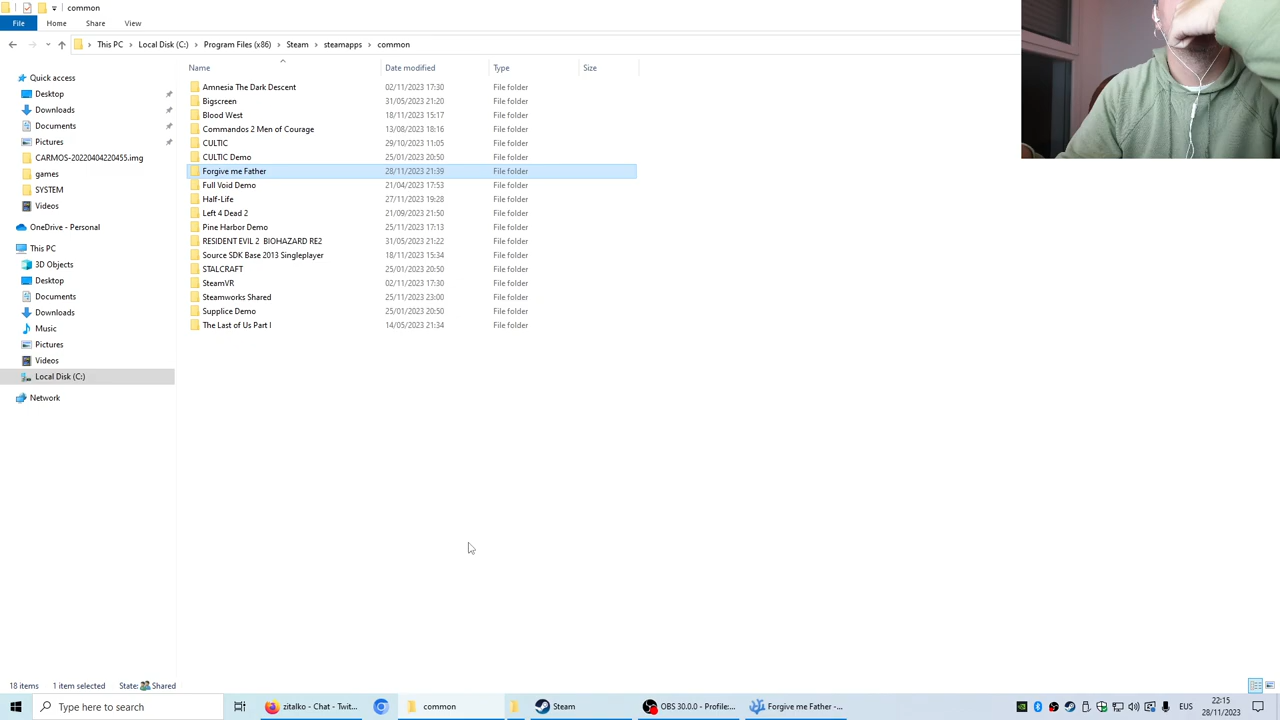 common
File
Home
Share
View
This PC
Local Disk (C:)
Program Files (x86)
Steam
steamapps
common
Name
Date modified
Type
Size
Quick access
Desktop
Downloads
Documents
Pictures
CARMOS-20220404220455.img
games
SYSTEM
Videos
OneDrive - Personal
This PC
3D Objects
Desktop
Documents
Downloads
Music
Pictures
Videos
Local Disk (C:)
Network
Amnesia The Dark Descent 02/11/2023 17:30 File folder
Bigscreen 31/05/2023 21:20 File folder
Blood West 18/11/2023 15:17 File folder
Commandos 2 Men of Courage 13/08/2023 18:16 File folder
CULTIC 29/10/2023 11:05 File folder
CULTIC Demo 25/01/2023 20:50 File folder
Forgive me Father 28/11/2023 21:39 File folder
Full Void Demo 21/04/2023 17:53 File folder
Half-Life 27/11/2023 19:28 File folder
Left 4 Dead 2 21/09/2023 21:50 File folder
Pine Harbor Demo 25/11/2023 17:13 File folder
RESIDENT EVIL 2 BIOHAZARD RE2 31/05/2023 21:22 File folder
Source SDK Base 2013 Singleplayer 18/11/2023 15:34 File folder
STALCRAFT 25/01/2023 20:50 File folder
SteamVR 02/11/2023 17:30 File folder
Steamworks Shared 25/11/2023 23:00 File folder
Supplice Demo 25/01/2023 20:50 File folder
The Last of Us Part I 14/05/2023 21:34 File folder
18 items
1 item selected
State: Shared
Type here to search
zitalko - Chat - Twit...
common
Steam
OBS 30.0.0 - Profile:...
Forgive me Father -...
EUS
22:15
28/11/2023